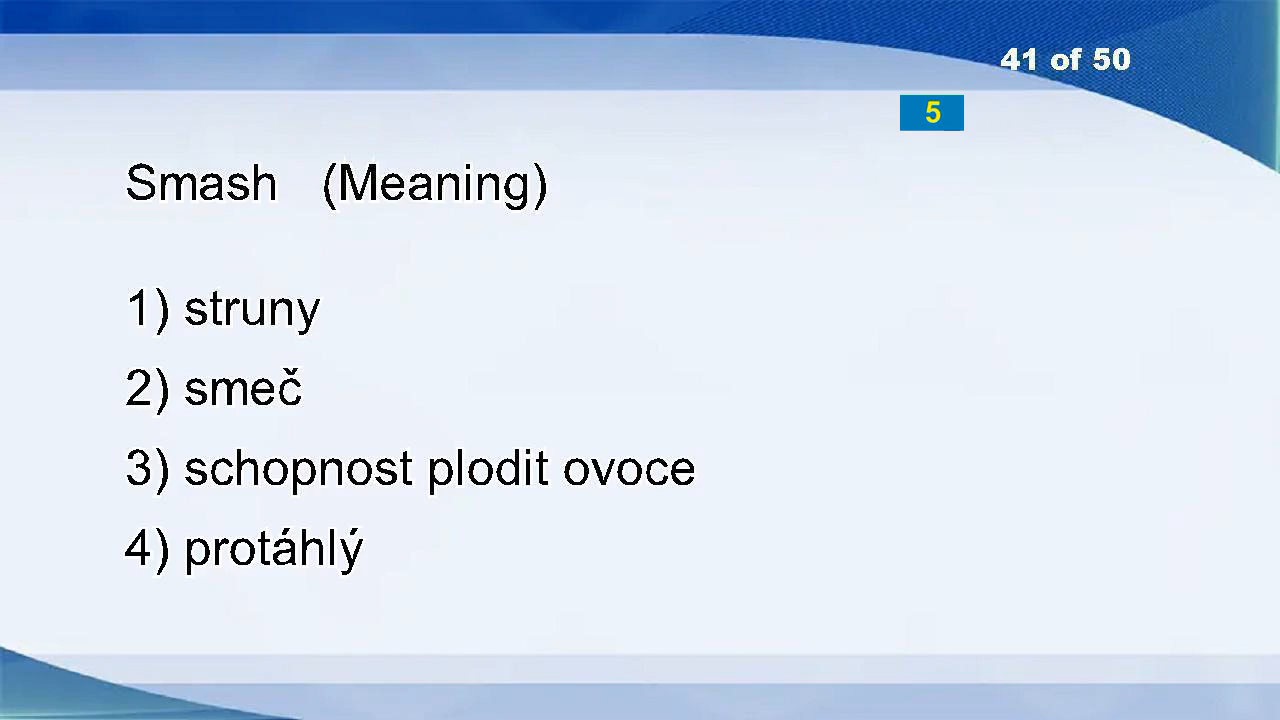 41 of 50
5
Smash (Meaning)
1) struny
2) smeč
3) schopnost plodit ovoce
4) protáhlý